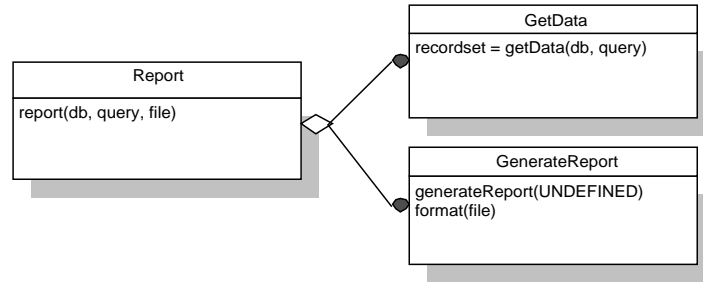 Report
report(db, query, file)
GetData
recordset = getData(db, query)
GenerateReport
generateReport(UNDEFINED)
format(file)